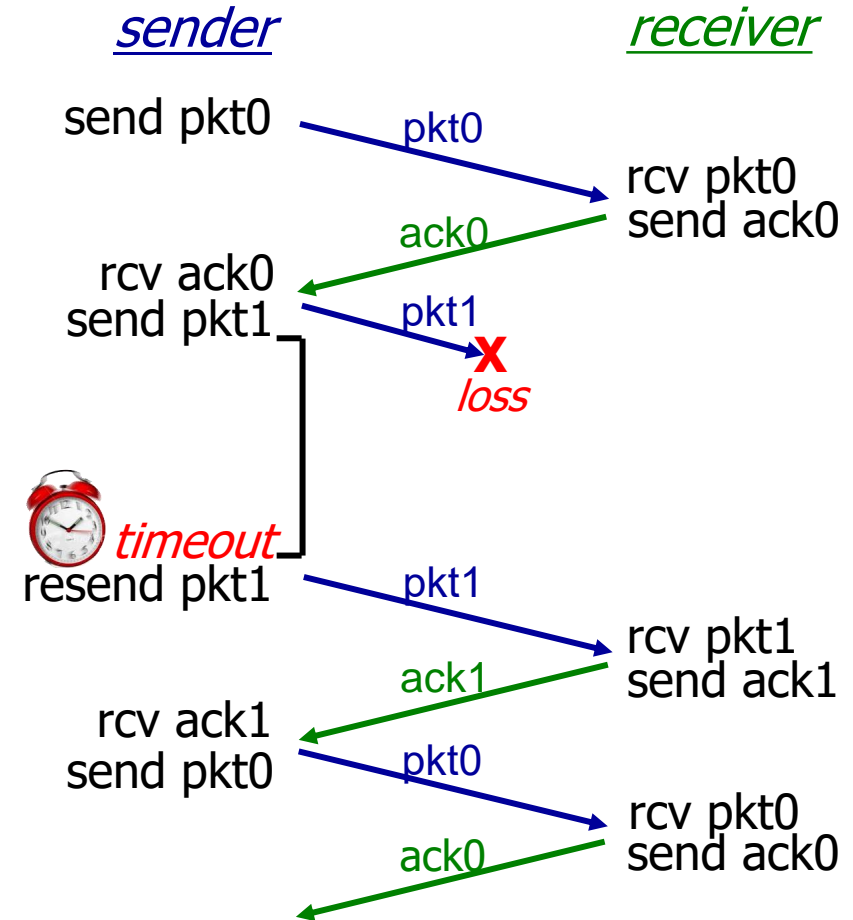 sender
receiver
send pkt0
pkt0
rcv pkt0
send ack0
ack0
rcv ack0
send pkt1
pkt1
X
loss
timeout
resend pkt1
pkt1
rcv pkt1
send ack1
ack1
rcv ack1
send pkt0
pkt0
rcv pkt0
send ack0
ack0